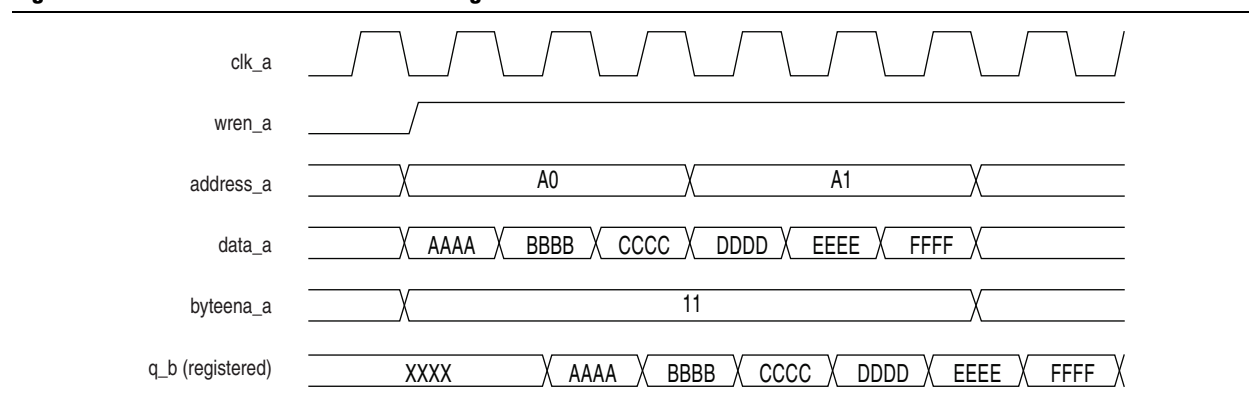 clk_a
wren_a
address_a A0 A1
data_a AAAA BBBB CCCC DDDD EEEE FFFF
byteena_a 11
q_b (registered) XXXX AAAA BBBB CCCC DDDD EEEE FFFF